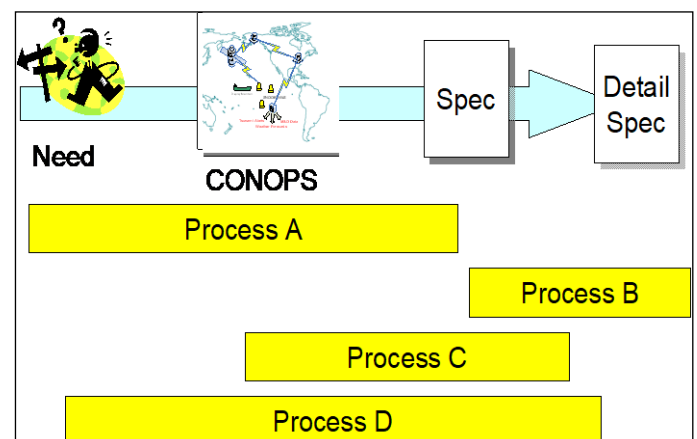 ?
Need
CONOPS
Spec
Detail
Spec
Process A
Process B
Process C
Process D